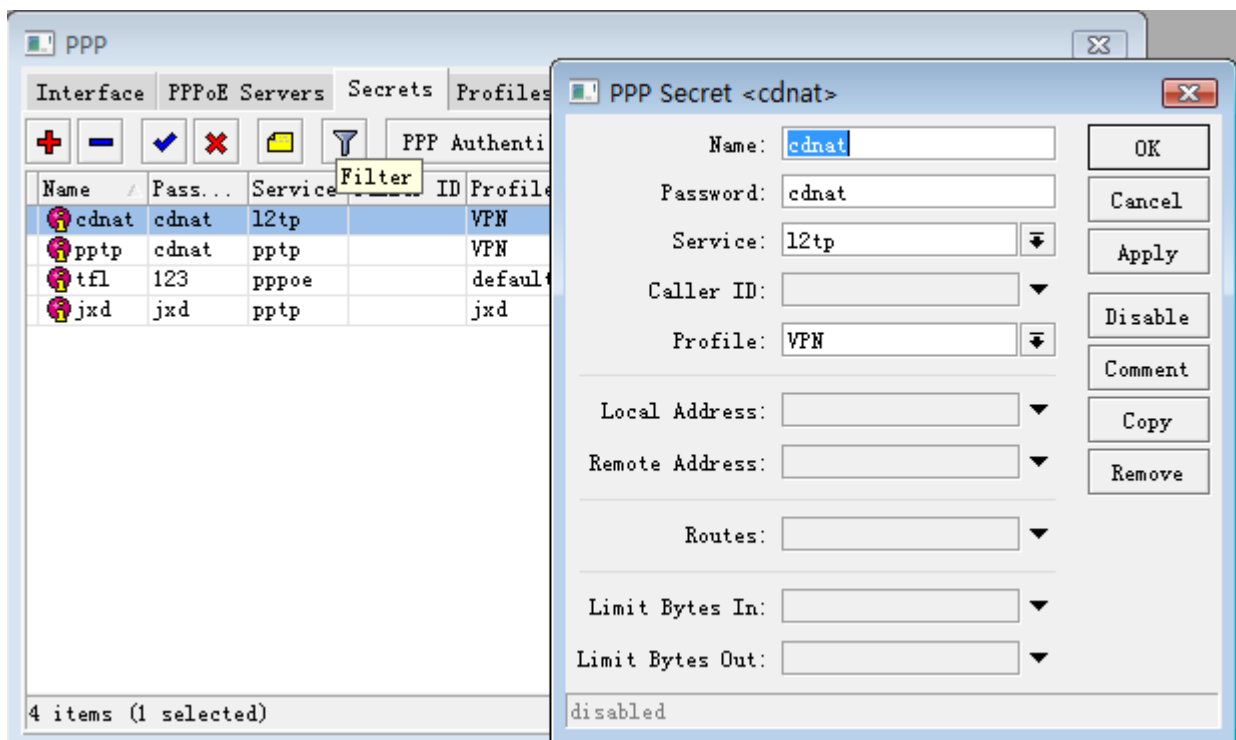 PPP
Interface PPPoE Servers Secrets Profiles
PPP Authenti
Filter
Name Pass... Service ID Profile
cdnat cdnat l2tp VPN
pptp cdnat pptp VPN
tfl 123 pppoe default
jxd jxd pptp jxd
4 items (1 selected)
PPP Secret <cdnat>
Name: cdnat
Password: cdnat
Service: l2tp
Caller ID:
Profile: VPN
Local Address:
Remote Address:
Routes:
Limit Bytes In:
Limit Bytes Out:
OK
Cancel
Apply
Disable
Comment
Copy
Remove
disabled